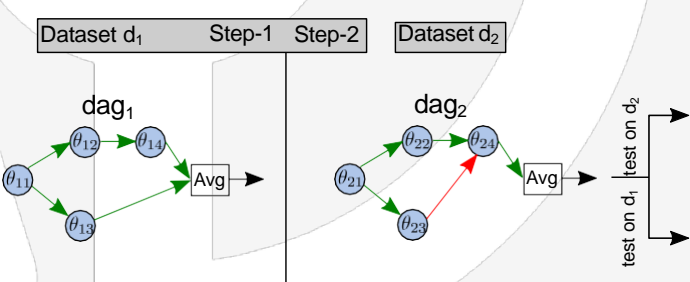 Dataset d₁ Step-1 Step-2 Dataset d₂
dag₁ dag₂
θ₁₂ θ₁₄ θ₂₂ θ₂₄
θ₁₁ Avg θ₂₁ Avg
θ₁₃ θ₂₃
test on d₂
test on d₁